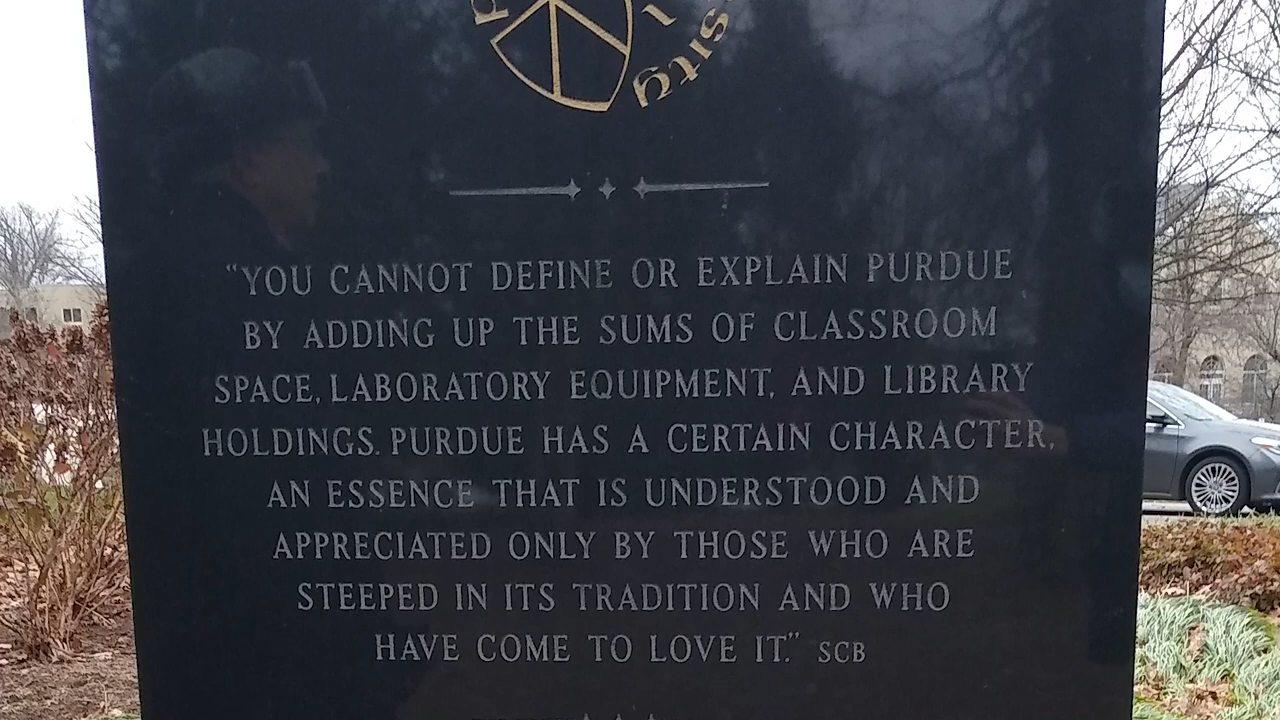 sity
"YOU CANNOT DEFINE OR EXPLAIN PURDUE
BY ADDING UP THE SUMS OF CLASSROOM
SPACE, LABORATORY EQUIPMENT, AND LIBRARY
HOLDINGS. PURDUE HAS A CERTAIN CHARACTER,
AN ESSENCE THAT IS UNDERSTOOD AND
APPRECIATED ONLY BY THOSE WHO ARE
STEEPED IN ITS TRADITION AND WHO
HAVE COME TO LOVE IT." SCB